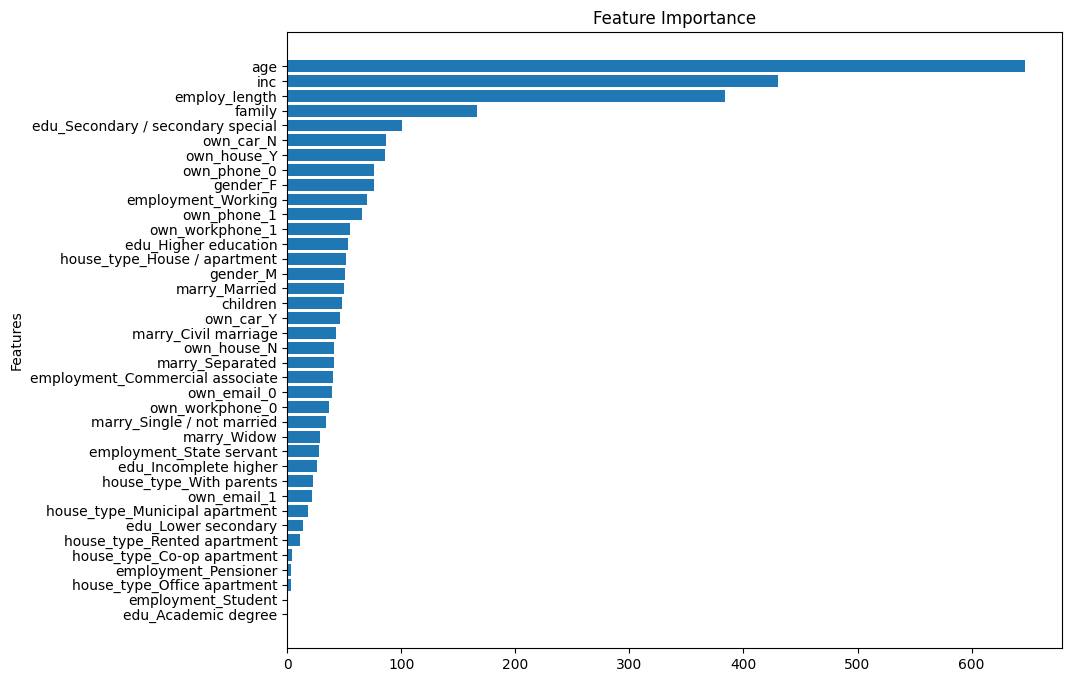 Feature Importance
age
inc
employ_length
family
edu_Secondary / secondary special
own_car_N
own_house_Y
own_phone_0
gender_F
employment_Working
own_phone_1
own_workphone_1
edu_Higher education
house_type_House / apartment
gender_M
marry_Married
children
own_car_Y
marry_Civil marriage
own_house_N
marry_Separated
employment_Commercial associate
own_email_0
own_workphone_0
marry_Single / not married
marry_Widow
employment_State servant
edu_Incomplete higher
house_type_With parents
own_email_1
house_type_Municipal apartment
edu_Lower secondary
house_type_Rented apartment
house_type_Co-op apartment
employment_Pensioner
house_type_Office apartment
employment_Student
edu_Academic degree
Features
0 100 200 300 400 500 600